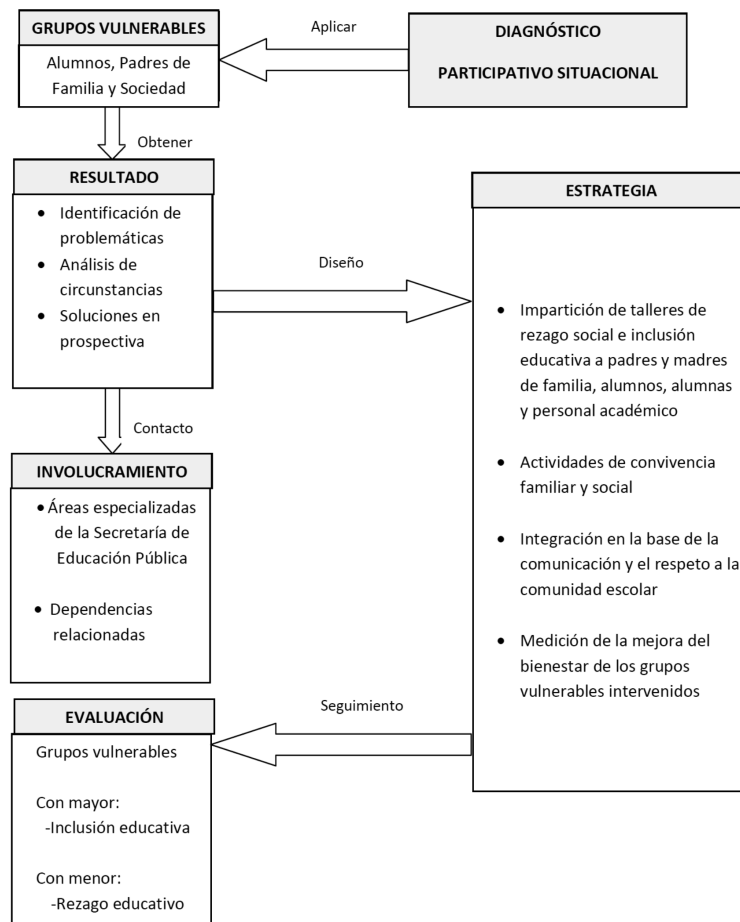 GRUPOS VULNERABLES
Alumnos, Padres de
Familia y Sociedad
Aplicar
DIAGNÓSTICO
PARTICIPATIVO SITUACIONAL
Obtener
RESULTADO
• Identificación de
problemáticas
• Análisis de
circunstancias
• Soluciones en
prospectiva
Diseño
ESTRATEGIA
• Impartición de talleres de
rezago social e inclusión
educativa a padres y madres
de familia, alumnos, alumnas
y personal académico
• Actividades de convivencia
familiar y social
• Integración en la base de la
comunicación y el respeto a la
comunidad escolar
• Medición de la mejora del
bienestar de los grupos
vulnerables intervenidos
Contacto
INVOLUCRAMIENTO
• Áreas especializadas
de la Secretaría de
Educación Pública
• Dependencias
relacionadas
Seguimiento
EVALUACIÓN
Grupos vulnerables
Con mayor:
-Inclusión educativa
Con menor:
-Rezago educativo